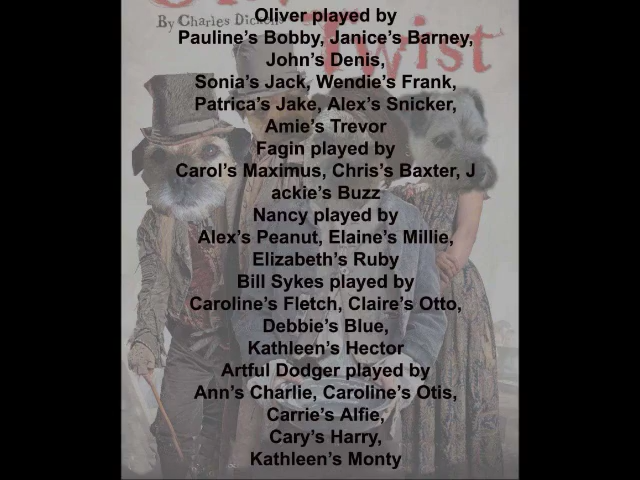 By Charles Dickens
Twist
Oliver played by
Pauline’s Bobby, Janice’s Barney,
John’s Denis,
Sonia’s Jack, Wendie’s Frank,
Patrica’s Jake, Alex’s Snicker,
Amie’s Trevor
Fagin played by
Carol’s Maximus, Chris’s Baxter, J
ackie’s Buzz
Nancy played by
Alex’s Peanut, Elaine’s Millie,
Elizabeth’s Ruby
Bill Sykes played by
Caroline’s Fletch, Claire’s Otto,
Debbie’s Blue,
Kathleen’s Hector
Artful Dodger played by
Ann’s Charlie, Caroline’s Otis,
Carrie’s Alfie,
Cary’s Harry,
Kathleen’s Monty